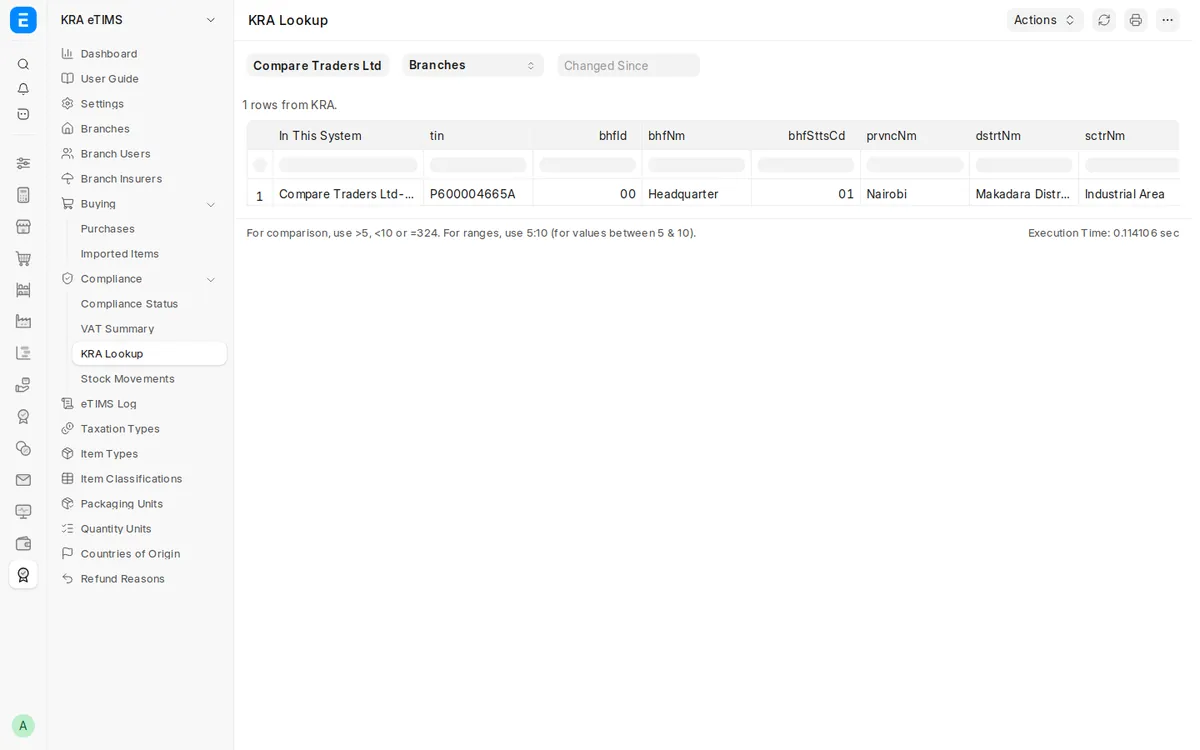 KRA eTIMS
Dashboard
User Guide
Settings
Branches
Branch Users
Branch Insurers
Buying
Purchases
Imported Items
Compliance
Compliance Status
VAT Summary
KRA Lookup
Stock Movements
eTIMS Log
Taxation Types
Item Types
Item Classifications
Packaging Units
Quantity Units
Countries of Origin
Refund Reasons
A
KRA Lookup
Actions
Compare Traders Ltd Branches Changed Since
1 rows from KRA.
In This System tin bhfId bhfNm bhfSttsCd prvncNm dstrtNm sctrNm
1 Compare Traders Ltd-... P600004665A 00 Headquarter 01 Nairobi Makadara Distr... Industrial Area
For comparison, use >5, <10 or =324. For ranges, use 5:10 (for values between 5 & 10). Execution Time: 0.114106 sec